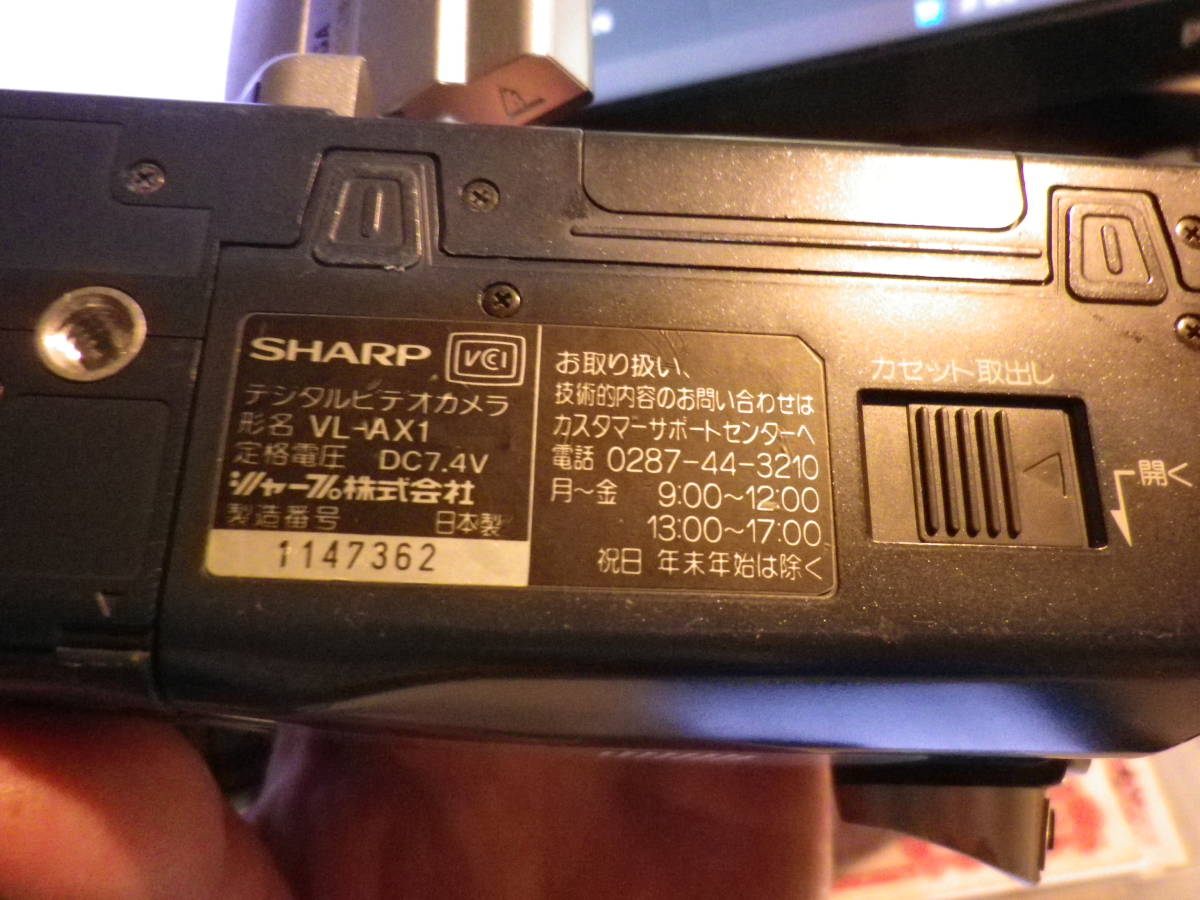 SHARP VCCI
デジタルビデオカメラ
形名 VL-AX1
定格電圧 DC7.4V
シャープ株式会社
製造番号 日本製
1147362
お取り扱い、
技術的内容のお問い合わせは
カスタマーサポートセンターへ
電話 0287-44-3210
月～金 9:00～12:00
13:00～17:00
祝日 年末年始は除く
カセット取出し
開く